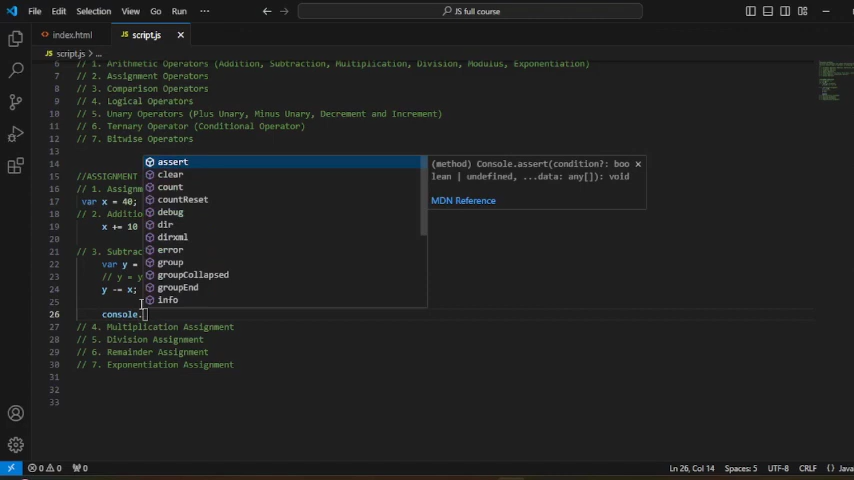 File Edit Selection View Go Run ··· JS full course
index.html JS script.js
JS script.js > ...
6 // 1. Arithmetic Operators (Addition, Subtraction, Multiplication, Division, Modulus, Exponentiation)
7 // 2. Assignment Operators
8 // 3. Comparison Operators
9 // 4. Logical Operators
10 // 5. Unary Operators (Plus Unary, Minus Unary, Decrement and Increment)
11 // 6. Ternary Operator (Conditional Operator)
12 // 7. Bitwise Operators
13
14
15 //ASSIGNMENT
16 // 1. Assignm
17 var x = 40;
18 // 2. Additio
19 x += 10
20
21 // 3. Subtrac
22 var y =
23 // y = y
24 y -= x;
25
26 console.
27 // 4. Multiplication Assignment
28 // 5. Division Assignment
29 // 6. Remainder Assignment
30 // 7. Exponentiation Assignment
31
32
33
assert
clear
count
countReset
debug
dir
dirxml
error
group
groupCollapsed
groupEnd
info
(method) Console.assert(condition?: boo
lean | undefined, ...data: any[]): void
MDN Reference
0 0 0 Ln 26, Col 14 Spaces: 5 UTF-8 CRLF {} Java